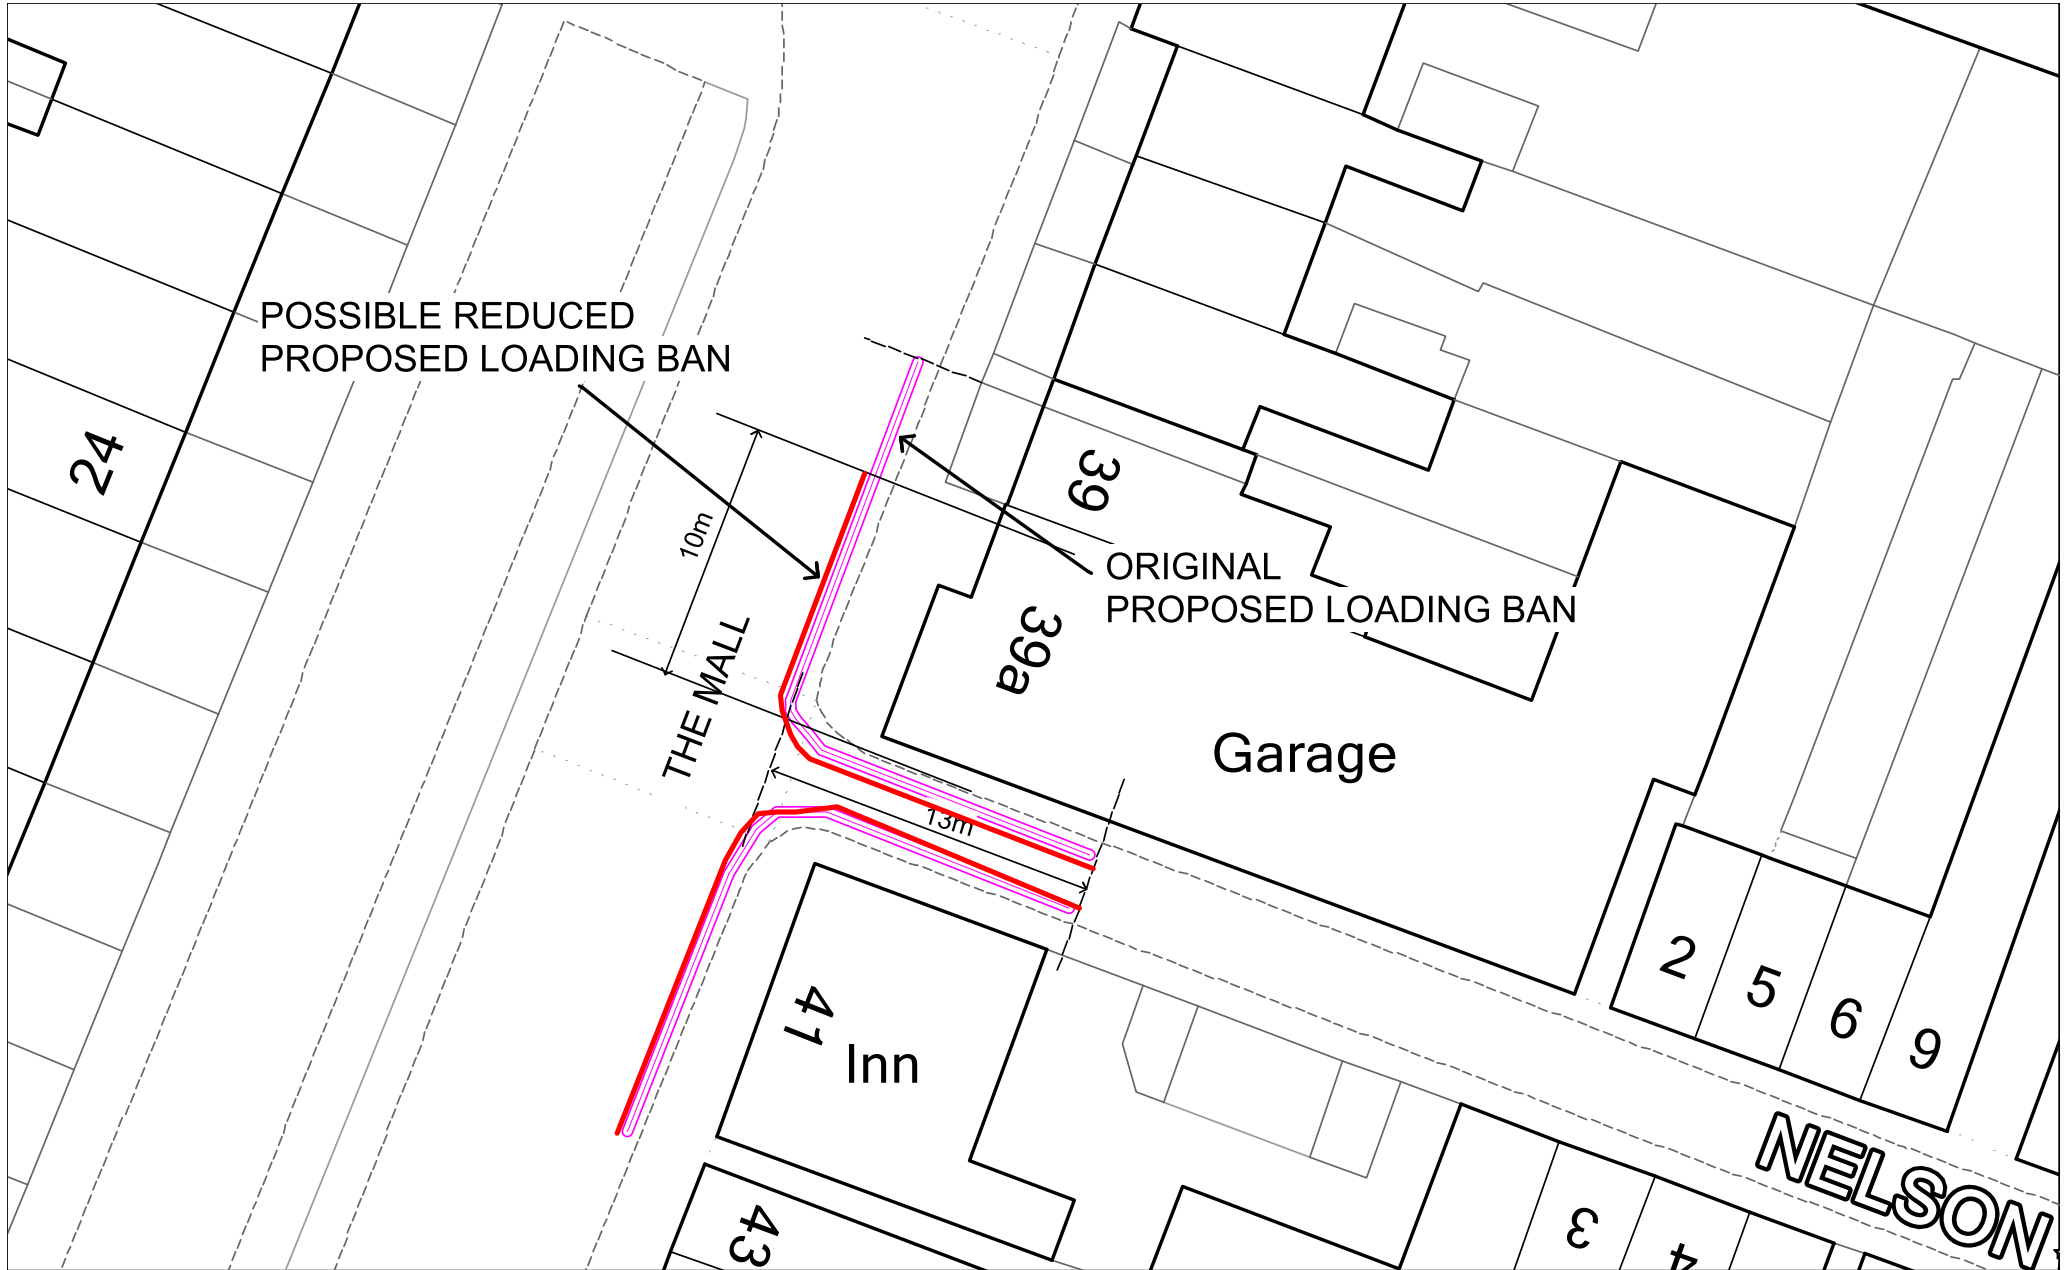 POSSIBLE REDUCED
PROPOSED LOADING BAN
24
39
10m
ORIGINAL
PROPOSED LOADING BAN
39a
THE MALL
Garage
13m
2
5
6
9
41
Inn
NELSON
43
3
4